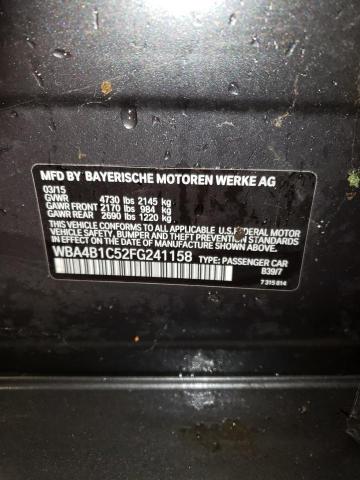 MFD BY BAYERISCHE MOTOREN WERKE AG
03/15
GVWR 4730 lbs 2145 kg
GAWR FRONT 2170 lbs 984 kg
GAWR REAR 2690 lbs 1220 kg
THIS VEHICLE CONFORMS TO ALL APPLICABLE U.S. FEDERAL MOTOR
VEHICLE SAFETY, BUMPER AND THEFT PREVENTION STANDARDS
IN EFFECT ON THE DATE OF MANUFACTURE SHOWN ABOVE.
WBA4B1C52FG241158 TYPE: PASSENGER CAR
B39/7
7 315 814